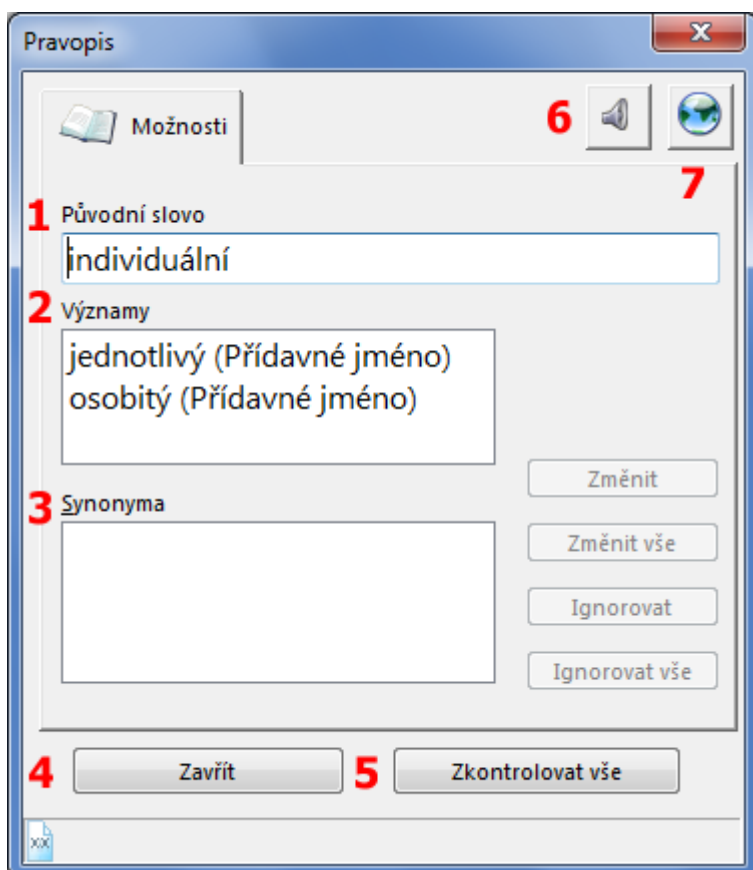 Pravopis
x
Možnosti
6
7
1 Původní slovo
individuální
2 Významy
jednotlivý (Přídavné jméno)
osobitý (Přídavné jméno)
Změnit
3 Synonyma
Změnit vše
Ignorovat
Ignorovat vše
4 Zavřít 5 Zkontrolovat vše
xx